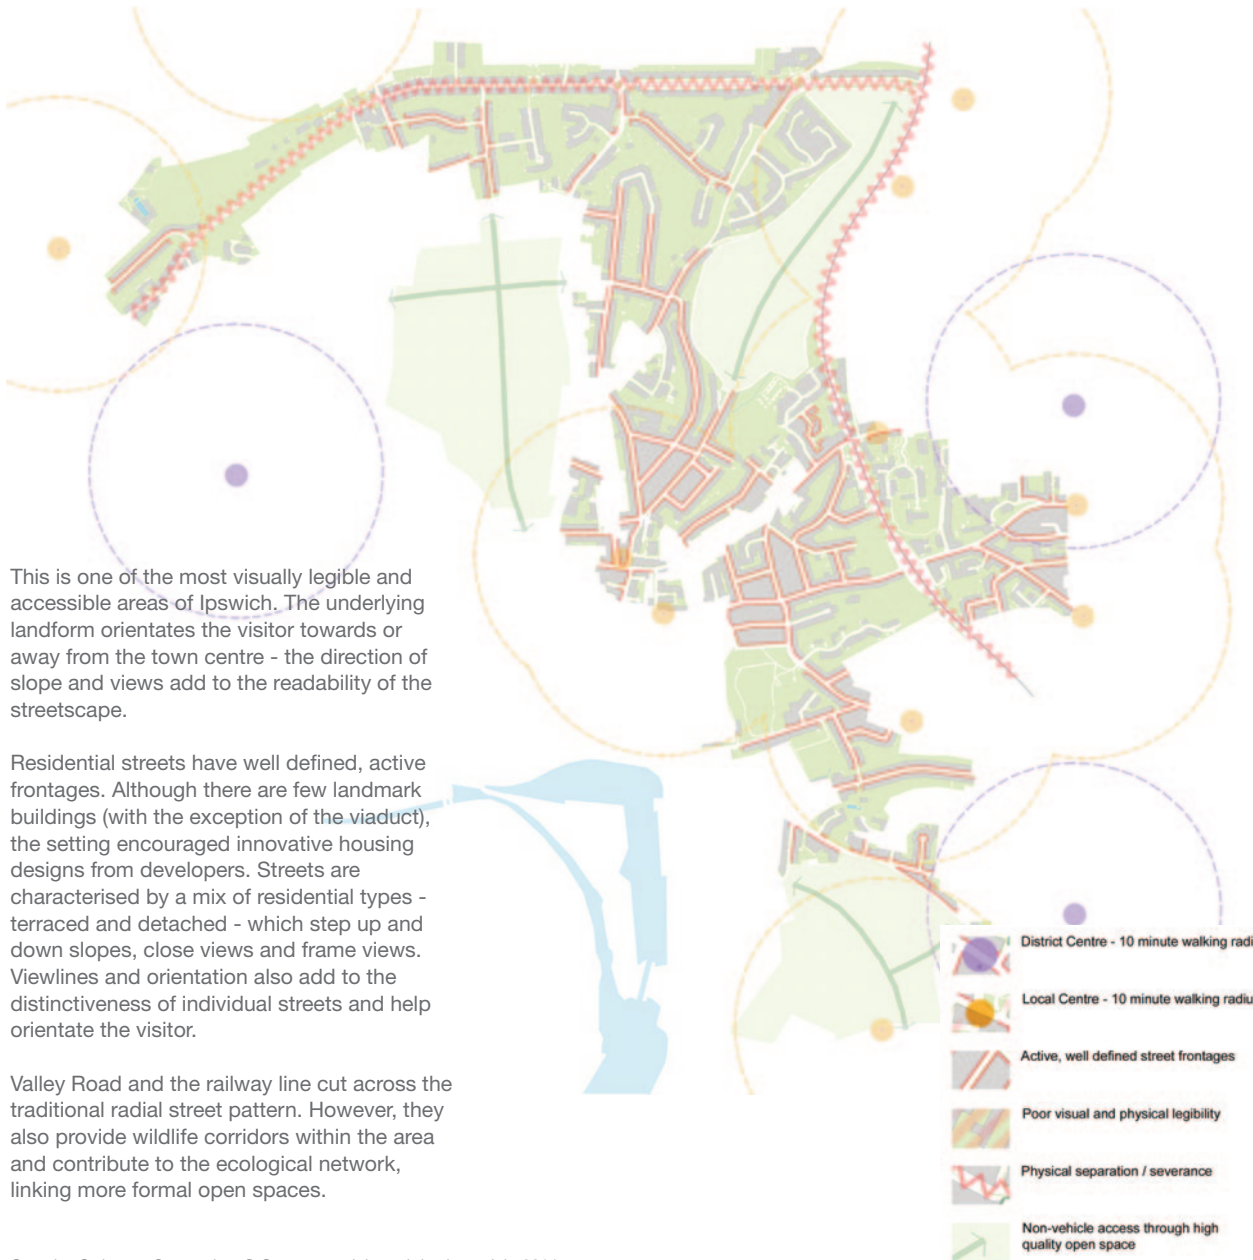 This is one of the most visually legible and
accessible areas of Ipswich. The underlying
landform orientates the visitor towards or
away from the town centre - the direction of
slope and views add to the readability of the
streetscape.
Residential streets have well defined, active
frontages. Although there are few landmark
buildings (with the exception of the viaduct),
the setting encouraged innovative housing
designs from developers. Streets are
characterised by a mix of residential types -
terraced and detached - which step up and
down slopes, close views and frame views.
Viewlines and orientation also add to the
distinctiveness of individual streets and help
orientate the visitor.
Valley Road and the railway line cut across the
traditional radial street pattern. However, they
also provide wildlife corridors within the area
and contribute to the ecological network,
linking more formal open spaces.
District Centre - 10 minute walking radi
Local Centre - 10 minute walking radiu
Active, well defined street frontages
Poor visual and physical legibility
Physical separation / severance
Non-vehicle access through high
quality open space